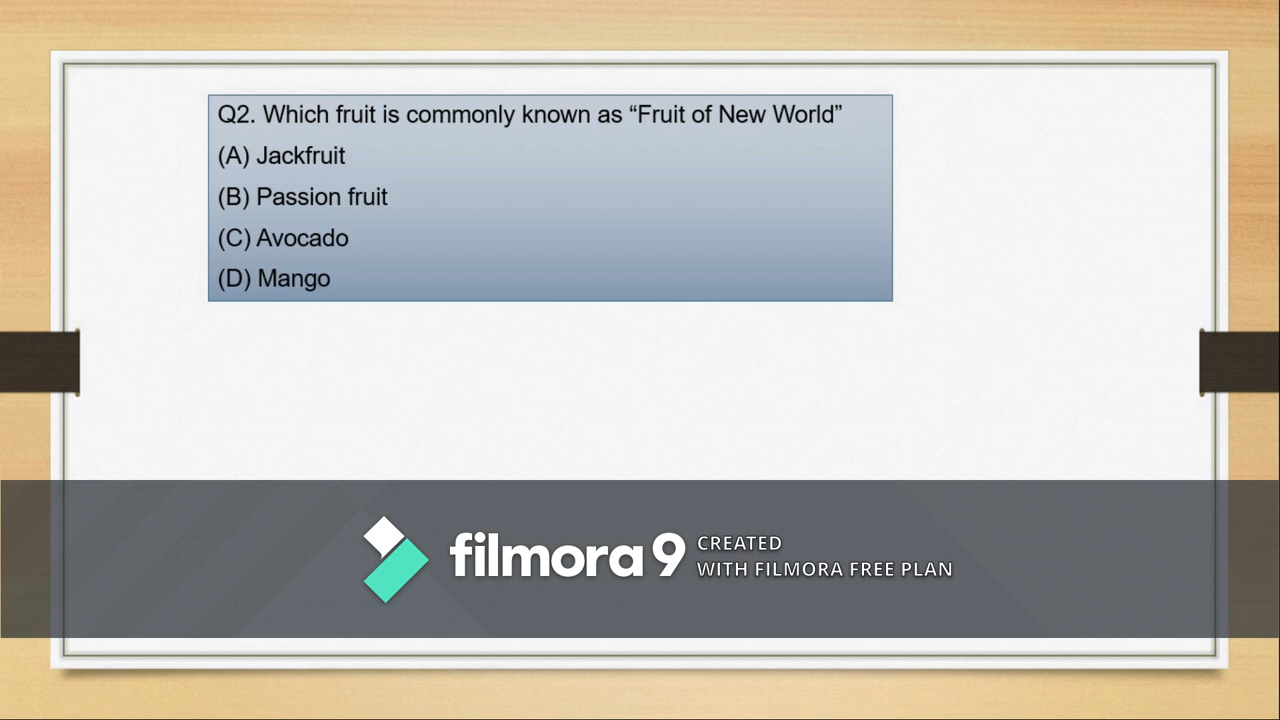 Q2. Which fruit is commonly known as “Fruit of New World”
(A) Jackfruit
(B) Passion fruit
(C) Avocado
(D) Mango
filmora 9 CREATED
WITH FILMORA FREE PLAN